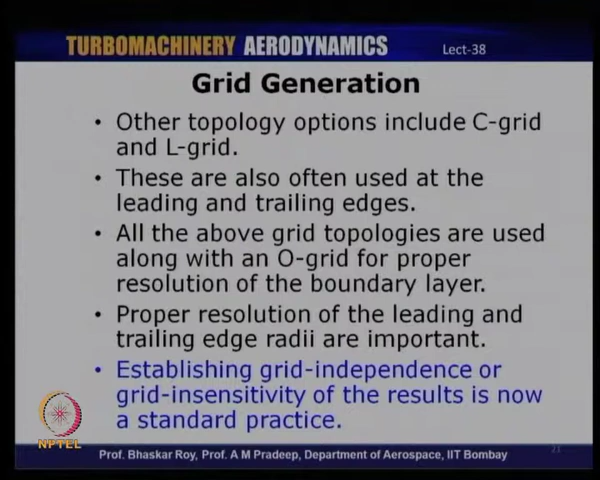 TURBOMACHINERY AERODYNAMICS Lect-38
Grid Generation
• Other topology options include C-grid
and L-grid.
• These are also often used at the
leading and trailing edges.
• All the above grid topologies are used
along with an O-grid for proper
resolution of the boundary layer.
• Proper resolution of the leading and
trailing edge radii are important.
• Establishing grid-independence or
grid-insensitivity of the results is now
a standard practice.
NPTEL
Prof. Bhaskar Roy, Prof. A M Pradeep, Department of Aerospace, IIT Bombay